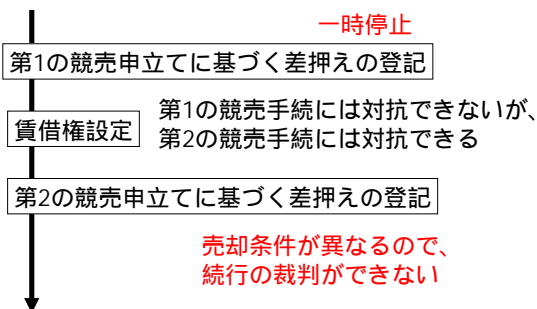 一時停止
第1の競売申立てに基づく差押えの登記
賃借権設定
第1の競売手続には対抗できないが、
第2の競売手続には対抗できる
第2の競売申立てに基づく差押えの登記
売却条件が異なるので、
続行の裁判ができない